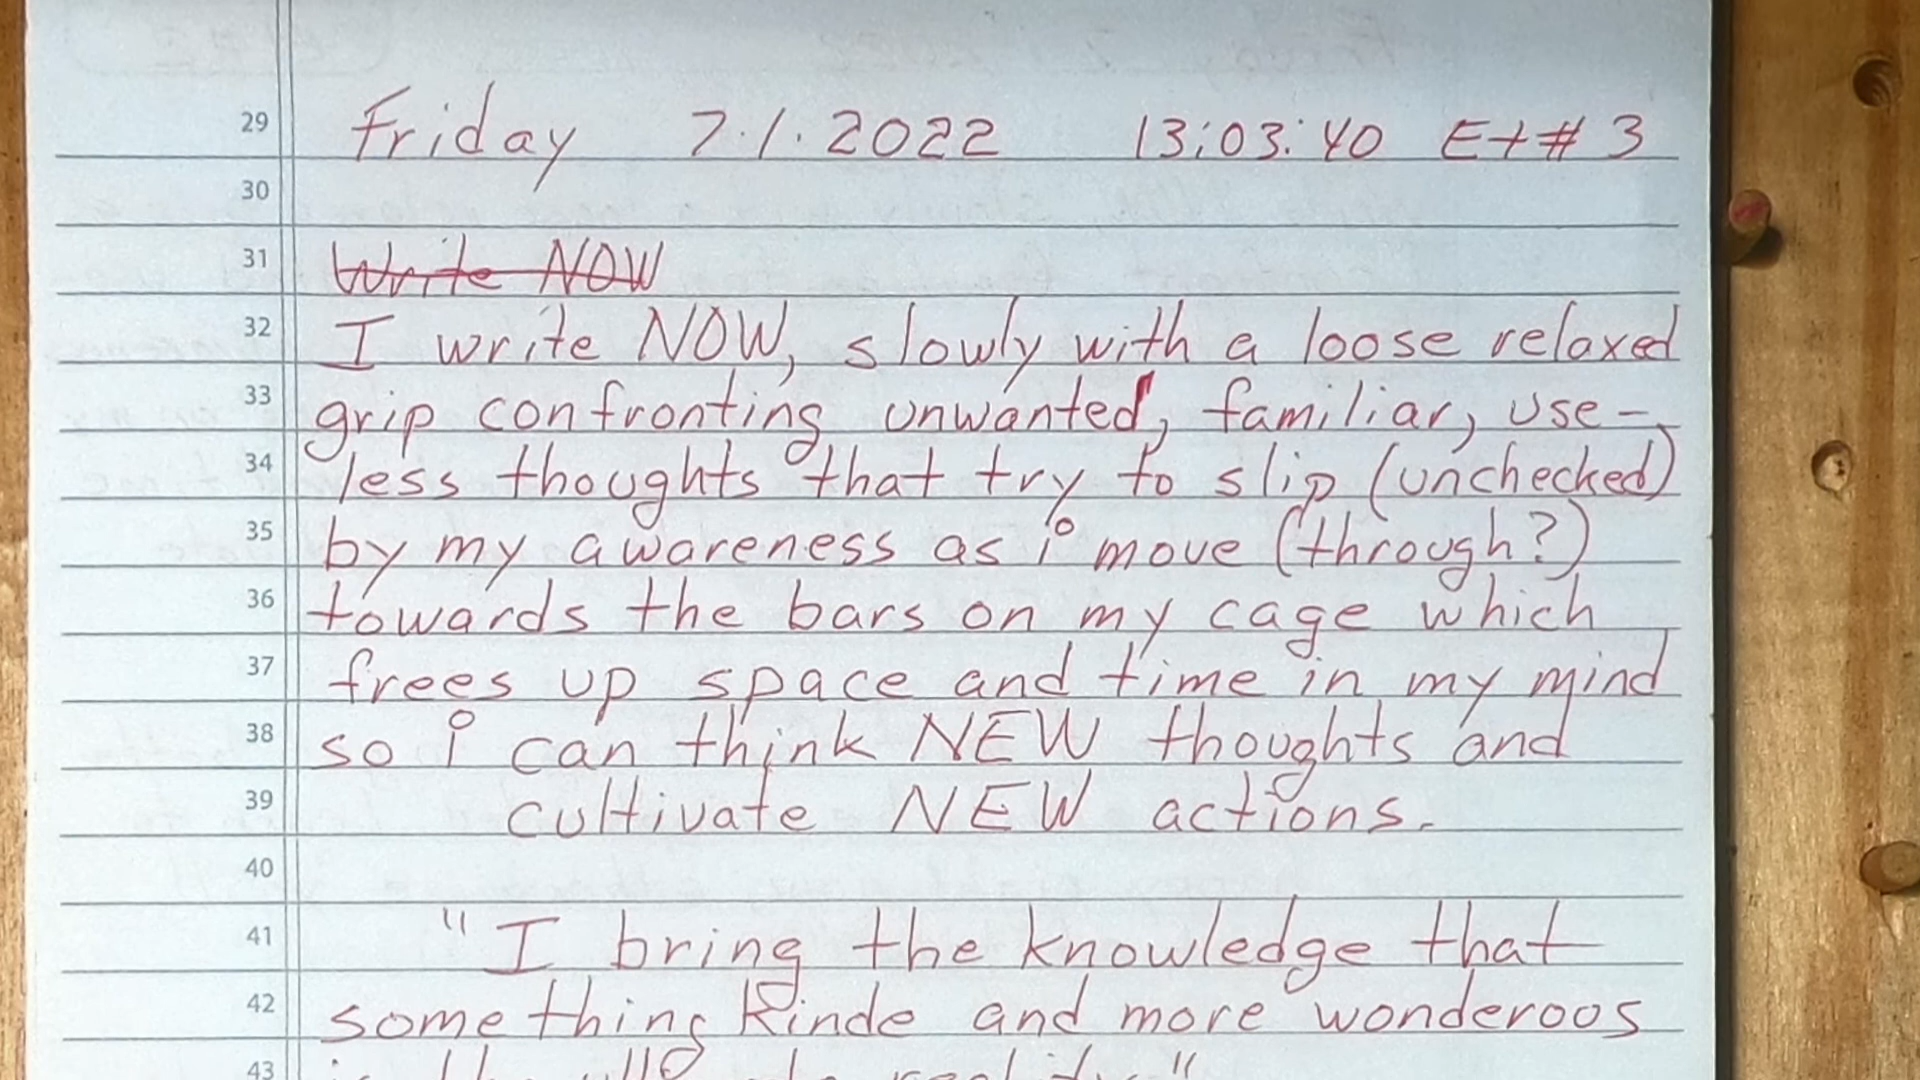 29 Friday 7.1.2022 13:03:40 Et# 3
30
31 Write NOW
32 I write NOW, slowly with a loose relaxed
33 grip confronting unwanted, familiar, use-
34 less thoughts that try to slip (unchecked)
35 by my awareness as i move (through?)
36 towards the bars on my cage which
37 frees up space and time in my mind
38 so i can think NEW thoughts and
39 cultivate NEW actions.
40
41 "I bring the knowledge that
42 something kinde and more wonderous
43